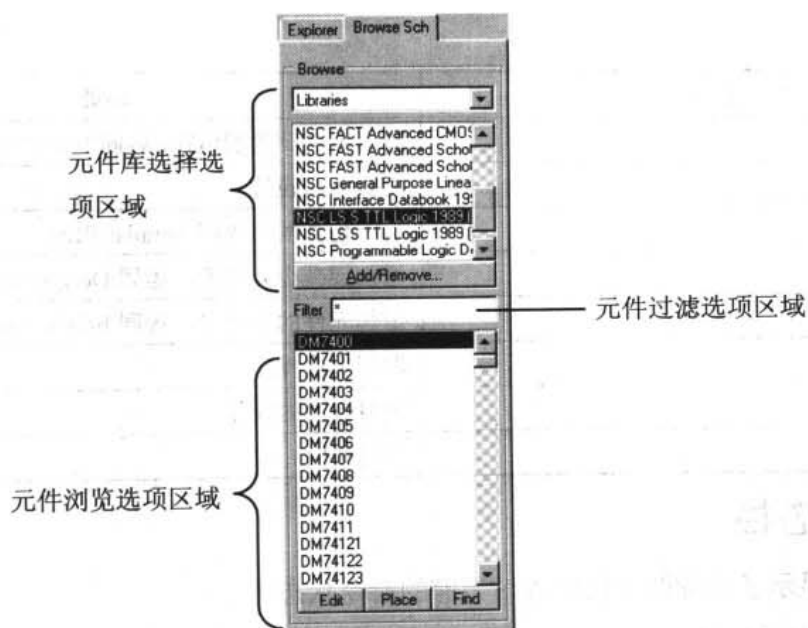 Explorer Browse Sch
Browse
Libraries
NSC FACT Advanced CMOS
NSC FAST Advanced Schot
NSC FAST Advanced Schot
NSC General Purpose Linea
NSC Interface Databook 199
NSC LS S TTL Logic 1989 (
NSC LS S TTL Logic 1989 (
NSC Programmable Logic De
Add/Remove...
元件库选择选
项区域
Filter *
元件过滤选项区域
DM7400
DM7401
DM7402
DM7403
DM7404
DM7405
DM7406
DM7407
DM7408
DM7409
DM7410
DM7411
DM74121
DM74122
DM74123
元件浏览选项区域
Edit Place Find